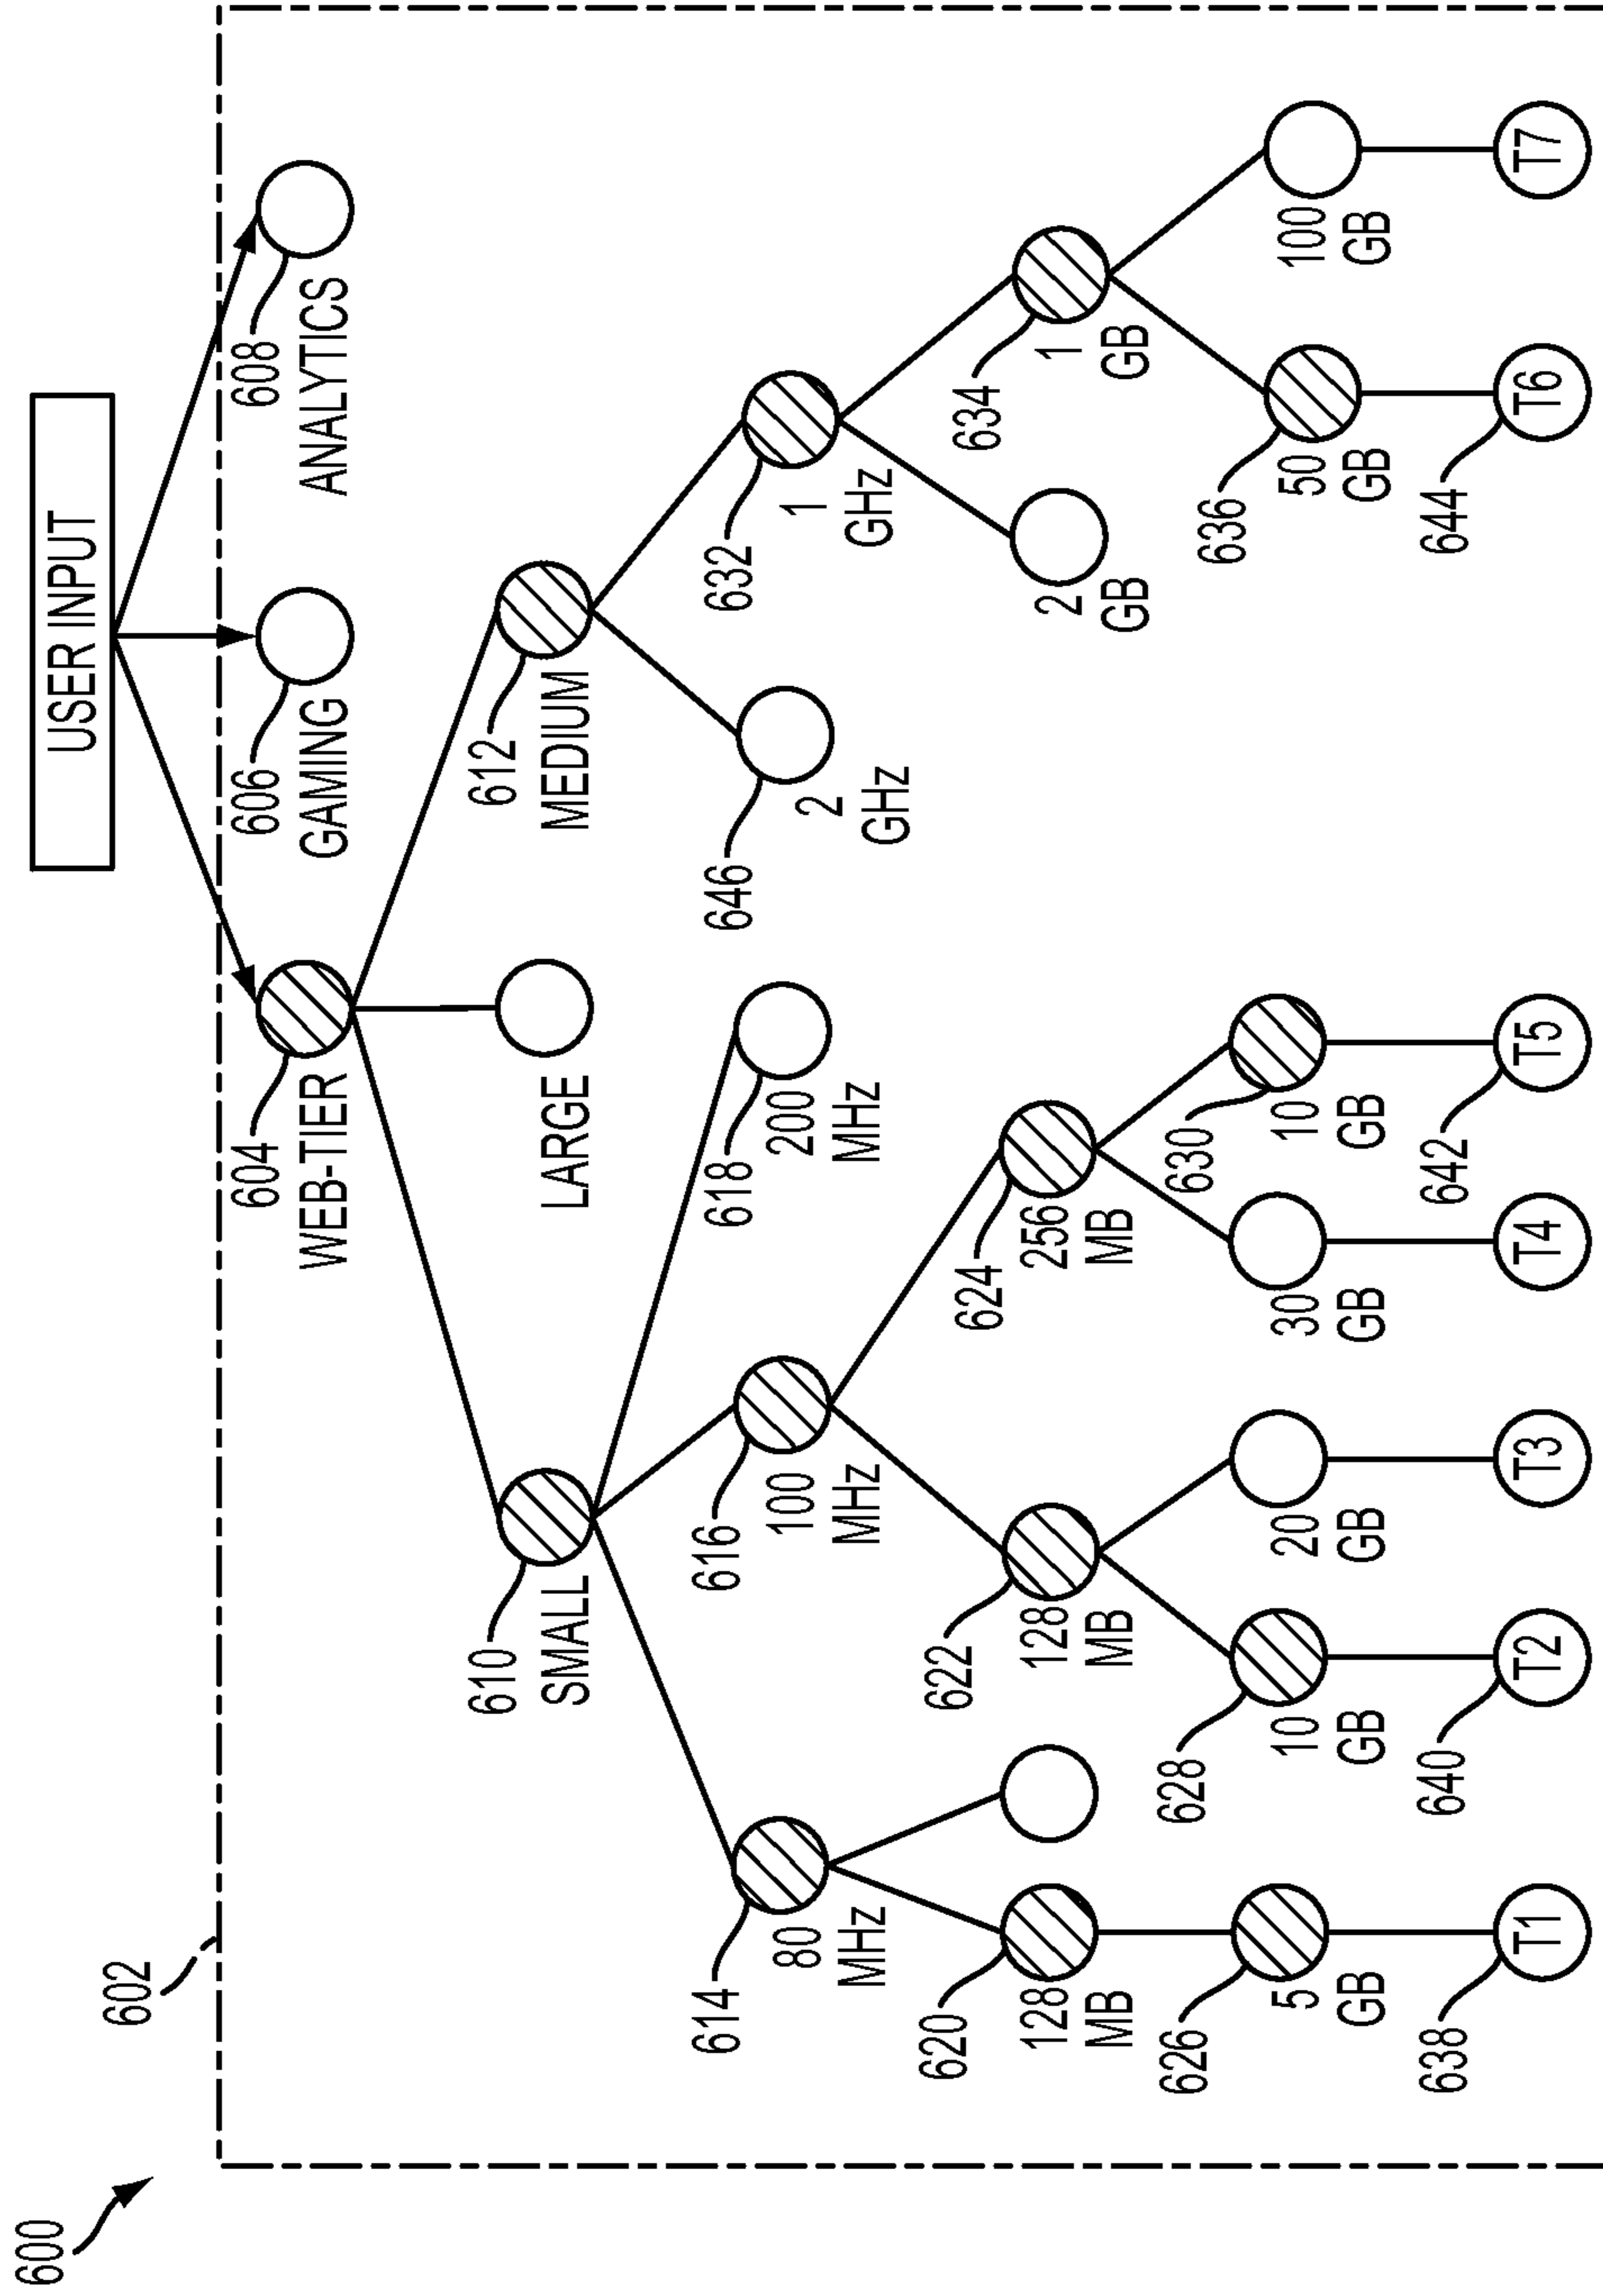 600
USER INPUT
602
604
WEB-TIER
606
GAMING
608
ANALYTICS
610
SMALL
LARGE
612
MEDIUM
614
80
MHz
616
100
MHz
618
200
MHz
646
2
GHz
632
1
GHz
620
128
MB
622
128
MB
624
256
MB
2
GB
634
1
GB
626
5
GB
628
10
GB
20
GB
30
GB
630
10
GB
636
50
GB
100
GB
638
T1
640
T2
T3
T4
642
T5
644
T6
T7